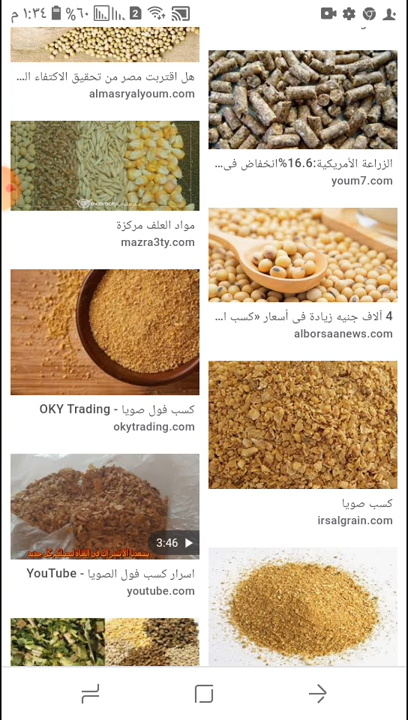 م ١:٣٤
%٦٠
2
هل اقتربت مصر من تحقيق الاكتفاء الـ...
almasryalyoum.com
الزراعة الأمريكية:16.6%انخفاض فى...
youm7.com
مواد العلف مركزة
mazra3ty.com
4 آلاف جنيه زيادة فى أسعار «كسب ا...
alborsaanews.com
كسب فول صويا - OKY Trading
okytrading.com
كسب صويا
irsalgrain.com
3:46
اسرار كسب فول الصويا - YouTube
youtube.com